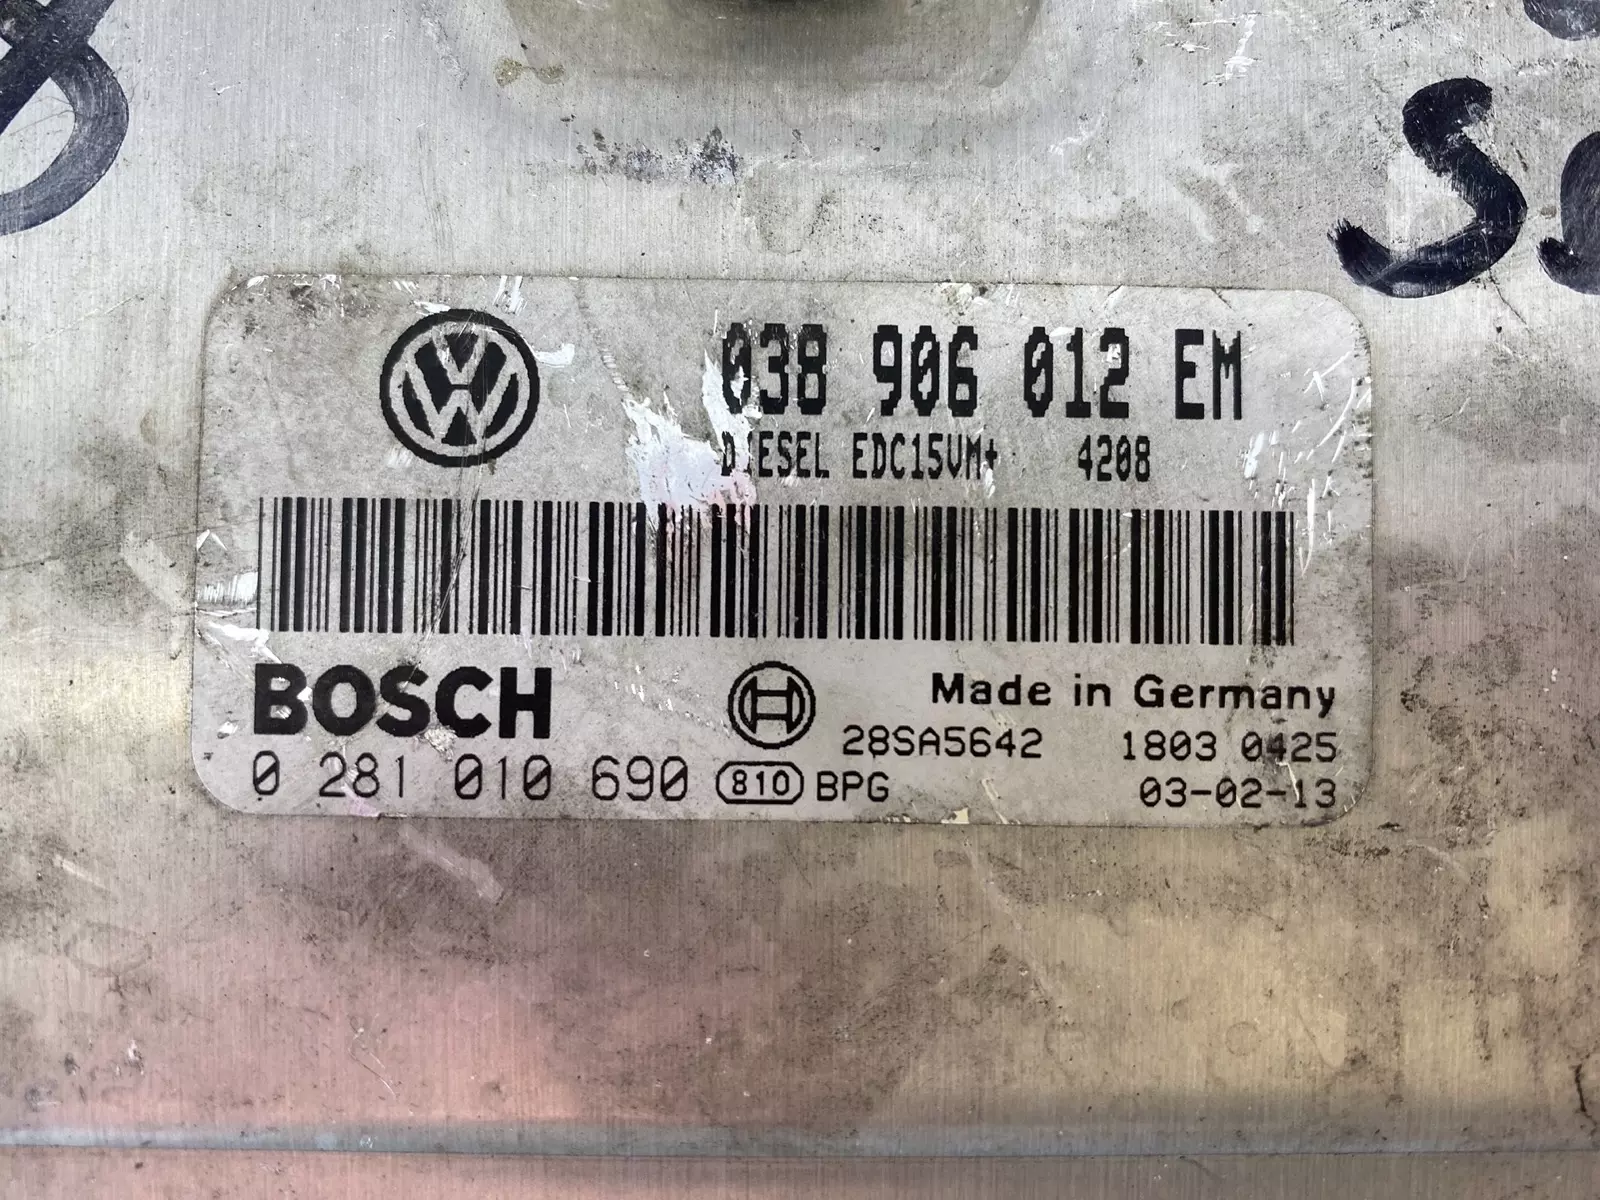 038 906 012 EM
DIESEL EDC15VM+ 4208
BOSCH
Made in Germany
28SA5642 1803 0425
0 281 010 690 810 BPG 03-02-13